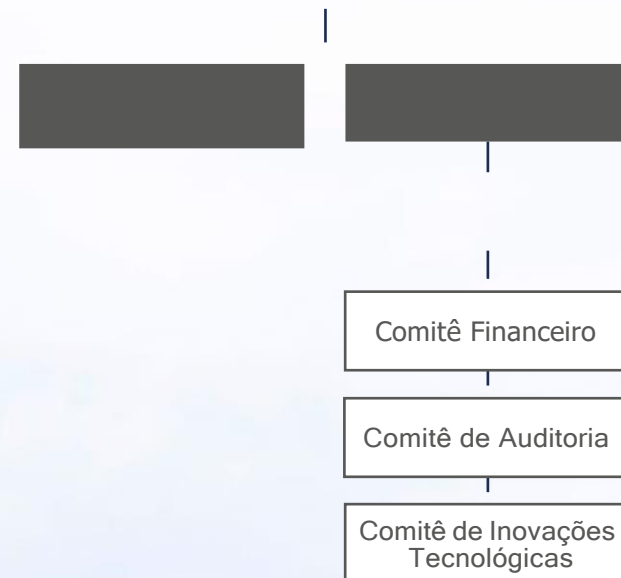 Comitê Financeiro
Comitê de Auditoria
Comitê de Inovações
Tecnológicas